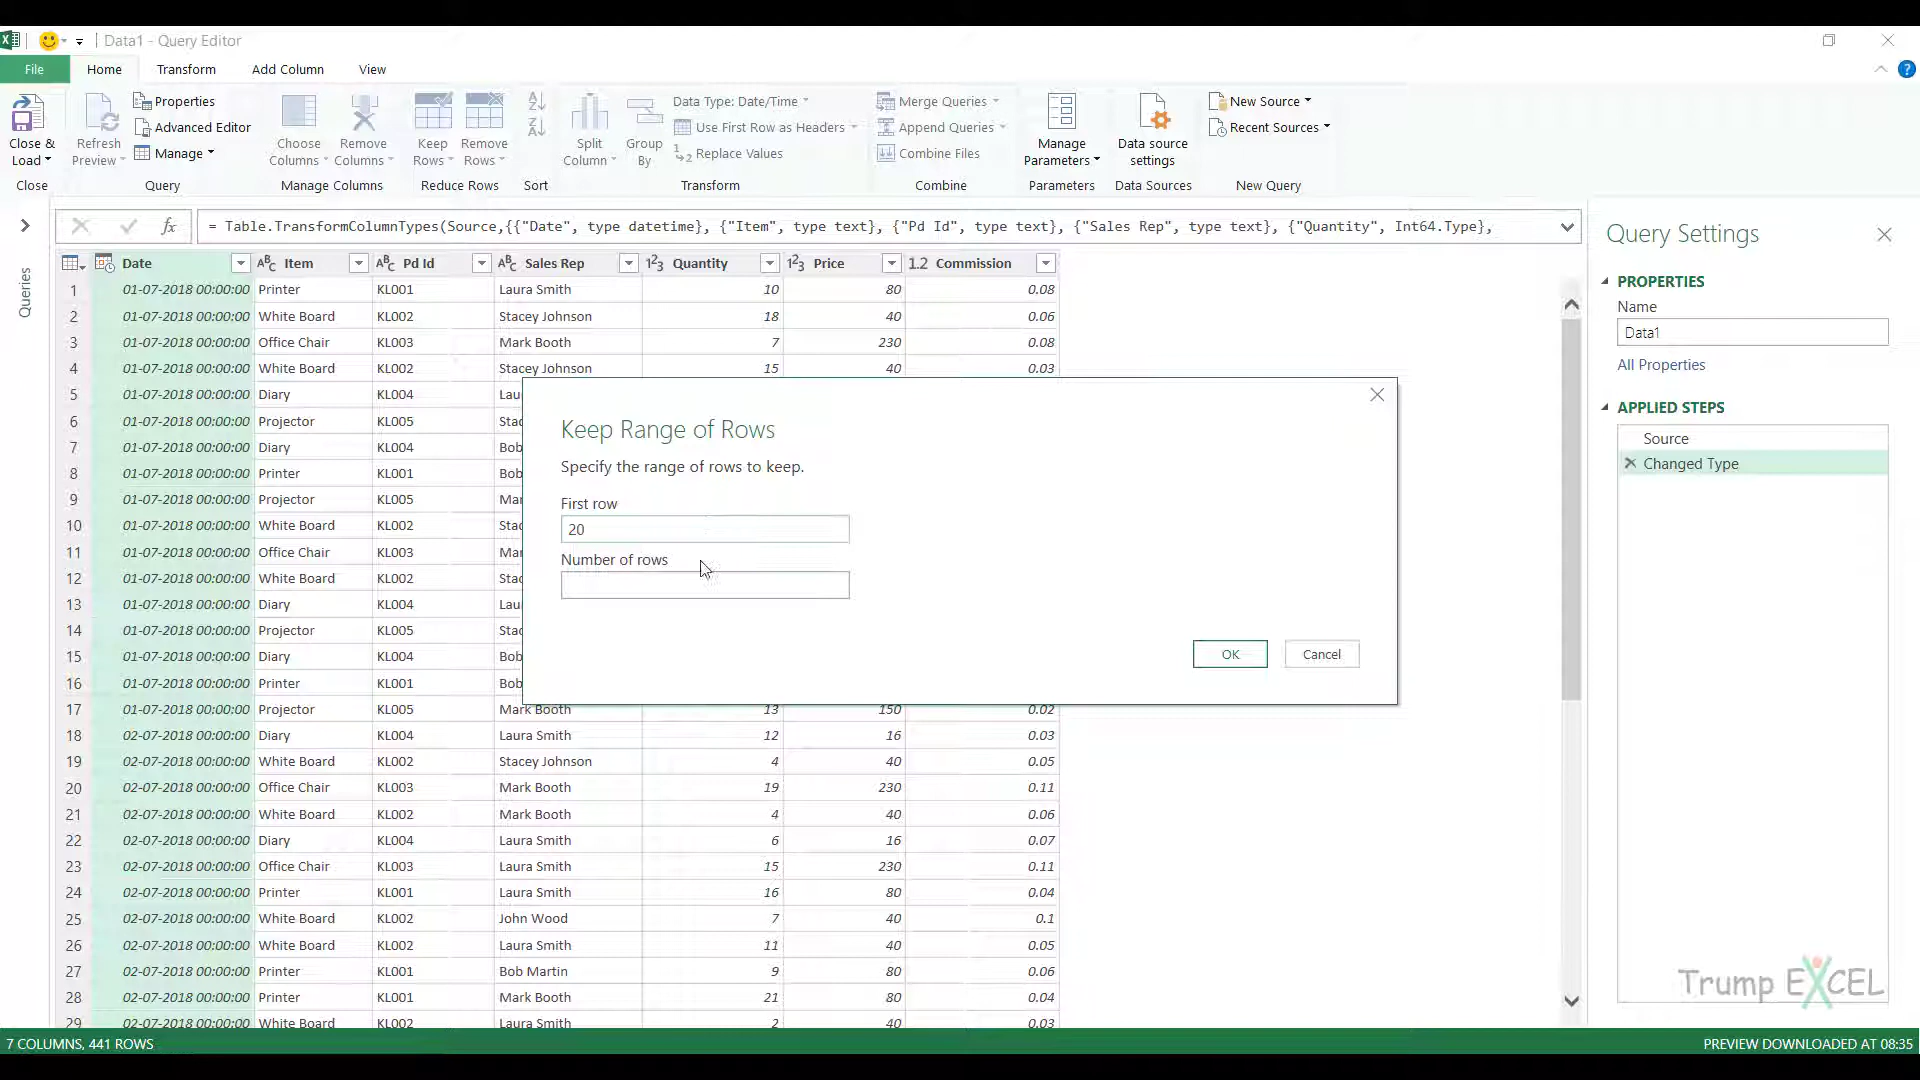 Data1 - Query Editor
File Home Transform Add Column View
Close & Load
Refresh Preview
Properties
Advanced Editor
Manage
Choose Columns
Remove Columns
Keep Rows
Remove Rows
Split Column
Group By
Data Type: Date/Time
Use First Row as Headers
Replace Values
Merge Queries
Append Queries
Combine Files
Manage Parameters
Data source settings
New Source
Recent Sources
Close Query Manage Columns Reduce Rows Sort Transform Combine Parameters Data Sources New Query
fx = Table.TransformColumnTypes(Source,{{"Date", type datetime}, {"Item", type text}, {"Pd Id", type text}, {"Sales Rep", type text}, {"Quantity", Int64.Type},
Queries
Date ABC Item ABC Pd Id ABC Sales Rep 123 Quantity 123 Price 1.2 Commission
1 01-07-2018 00:00:00 Printer KL001 Laura Smith 10 80 0.08
2 01-07-2018 00:00:00 White Board KL002 Stacey Johnson 18 40 0.06
3 01-07-2018 00:00:00 Office Chair KL003 Mark Booth 7 230 0.08
4 01-07-2018 00:00:00 White Board KL002 Stacey Johnson 15 40 0.03
5 01-07-2018 00:00:00 Diary KL004 Lau
6 01-07-2018 00:00:00 Projector KL005 Stac
7 01-07-2018 00:00:00 Diary KL004 Bob
8 01-07-2018 00:00:00 Printer KL001 Bob
9 01-07-2018 00:00:00 Projector KL005 Mar
10 01-07-2018 00:00:00 White Board KL002 Stac
11 01-07-2018 00:00:00 Office Chair KL003 Mar
12 01-07-2018 00:00:00 White Board KL002 Stac
13 01-07-2018 00:00:00 Diary KL004 Lau
14 01-07-2018 00:00:00 Projector KL005 Stac
15 01-07-2018 00:00:00 Diary KL004 Bob
16 01-07-2018 00:00:00 Printer KL001 Bob
17 01-07-2018 00:00:00 Projector KL005 Mark Booth 13 150 0.02
18 02-07-2018 00:00:00 Diary KL004 Laura Smith 12 16 0.03
19 02-07-2018 00:00:00 White Board KL002 Stacey Johnson 4 40 0.05
20 02-07-2018 00:00:00 Office Chair KL003 Mark Booth 19 230 0.11
21 02-07-2018 00:00:00 White Board KL002 Mark Booth 4 40 0.06
22 02-07-2018 00:00:00 Diary KL004 Laura Smith 6 16 0.07
23 02-07-2018 00:00:00 Office Chair KL003 Laura Smith 15 230 0.11
24 02-07-2018 00:00:00 Printer KL001 Laura Smith 16 80 0.04
25 02-07-2018 00:00:00 White Board KL002 John Wood 7 40 0.1
26 02-07-2018 00:00:00 White Board KL002 Laura Smith 11 40 0.05
27 02-07-2018 00:00:00 Printer KL001 Bob Martin 9 80 0.06
28 02-07-2018 00:00:00 Printer KL001 Mark Booth 21 80 0.04
29 02-07-2018 00:00:00 White Board KL002 Laura Smith 2 40 0.03
Keep Range of Rows
Specify the range of rows to keep.
First row
20
Number of rows
OK Cancel
Query Settings
PROPERTIES
Name
Data1
All Properties
APPLIED STEPS
Source
Changed Type
Trump EXCEL
7 COLUMNS, 441 ROWS PREVIEW DOWNLOADED AT 08:35